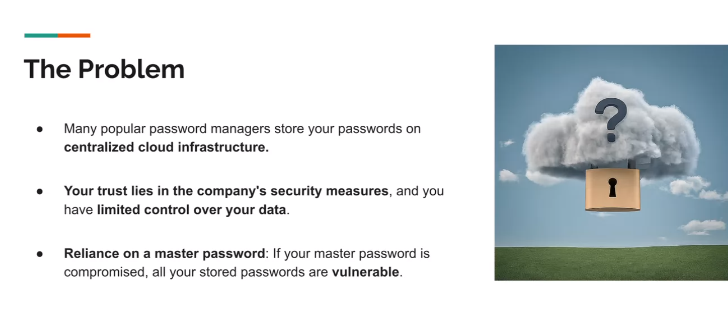 The Problem
● Many popular password managers store your passwords on
centralized cloud infrastructure.
● Your trust lies in the company's security measures, and you
have limited control over your data.
● Reliance on a master password: If your master password is
compromised, all your stored passwords are vulnerable.
?